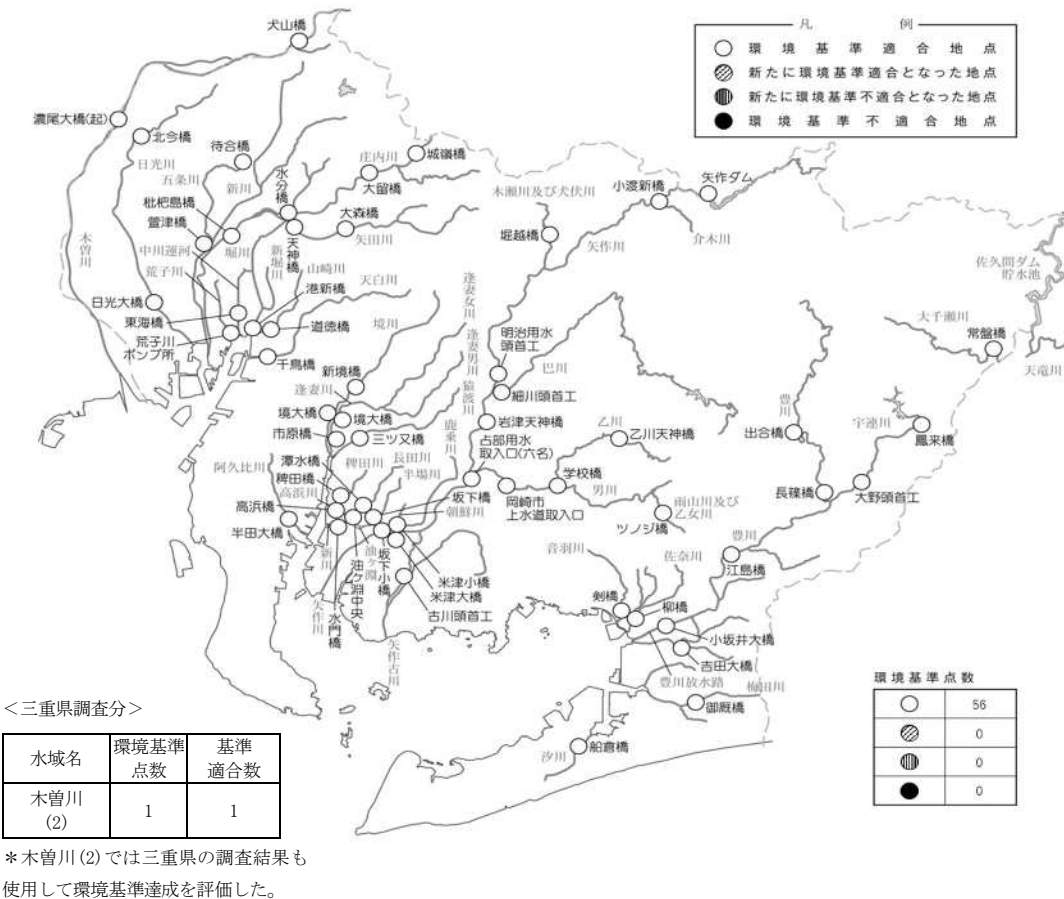 凡 例
環境基準適合地点
新たに環境基準適合となった地点
新たに環境基準不適合となった地点
環境基準不適合地点
犬山橋
濃尾大橋(起)
北今橋
日光川
待合橋
五条川
新川
水分橋
庄内川
城嶺橋
大留橋
枇杷島橋
萱津橋
中川運河
荒子川
堀川
新堀川
天神橋
大森橋
矢田川
木曽川
山崎川
天白川
港新橋
日光大橋
東海橋
荒子川
ポンプ所
道徳橋
千鳥橋
木瀬川及び犬伏川
小渡新橋
矢作ダム
堀越橋
矢作川
介木川
佐久間ダム
貯水池
大千瀬川
常盤橋
天竜川
逢妻女川
逢妻男川
境川
猿渡川
明治用水
頭首工
巴川
細川頭首工
新境橋
逢妻川
境大橋
境大橋
市原橋
三ツ又橋
鹿乗川
岩津天神橋
占部用水
取入口(六名)
乙川
乙川天神橋
豊川
出合橋
宇連川
鳳来橋
長篠橋
大野頭首工
阿久比川
潭水橋
稗田川
長田川
半場川
稗田橋
高浜川
高浜橋
半田大橋
坂下橋
朝鮮川
岡崎市
上水道取入口
学校橋
男川
雨山川及び
乙女川
ツノジ橋
新川
油ケ淵
坂下小橋
油ケ淵中央
水門橋
矢作川
米津小橋
米津大橋
古川頭首工
矢作古川
音羽川
佐奈川
豊川
江島橋
剣橋
柳橋
小坂井大橋
吉田大橋
豊川放水路
梅田川
御厩橋
汐川
船倉橋
環境基準点数
56
0
0
0
＜三重県調査分＞
水域名 環境基準点数 基準適合数
木曽川(2) 1 1
＊木曽川(2)では三重県の調査結果も
使用して環境基準達成を評価した。